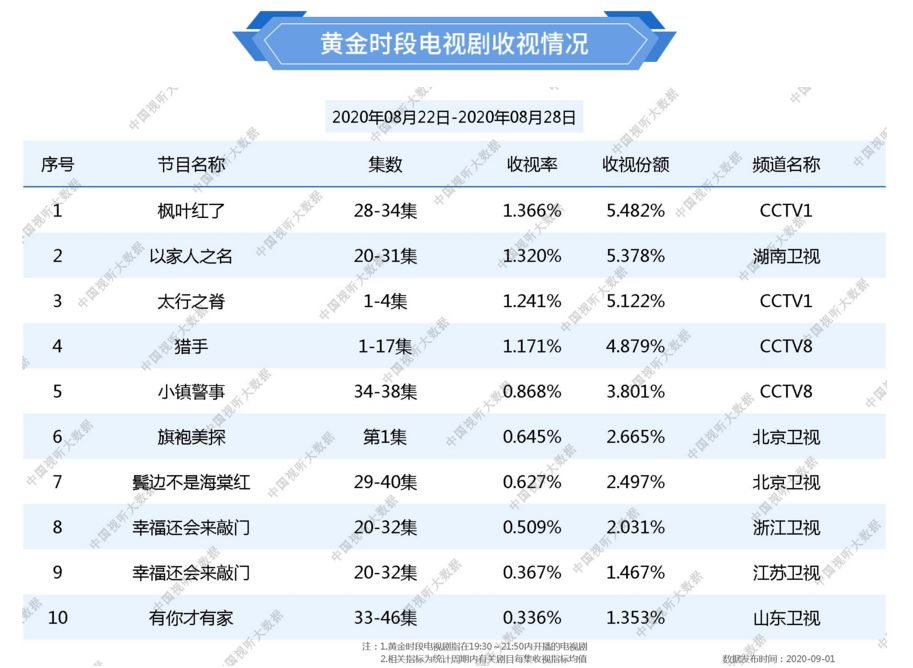 黄金时段电视剧收视情况
2020年08月22日-2020年08月28日
序号 节目名称 集数 收视率 收视份额 频道名称
1 枫叶红了 28-34集 1.366% 5.482% CCTV1
2 以家人之名 20-31集 1.320% 5.378% 湖南卫视
3 太行之脊 1-4集 1.241% 5.122% CCTV1
4 猎手 1-17集 1.171% 4.879% CCTV8
5 小镇警事 34-38集 0.868% 3.801% CCTV8
6 旗袍美探 第1集 0.645% 2.665% 北京卫视
7 鬓边不是海棠红 29-40集 0.627% 2.497% 北京卫视
8 幸福还会来敲门 20-32集 0.509% 2.031% 浙江卫视
9 幸福还会来敲门 20-32集 0.367% 1.467% 江苏卫视
10 有你才有家 33-46集 0.336% 1.353% 山东卫视
注：1.黄金时段电视剧指在19:30～21:50内开播的电视剧
2.相关指标为统计周期内有关剧目每集收视指标均值
数据发布时间：2020-09-01
中国视听大数据